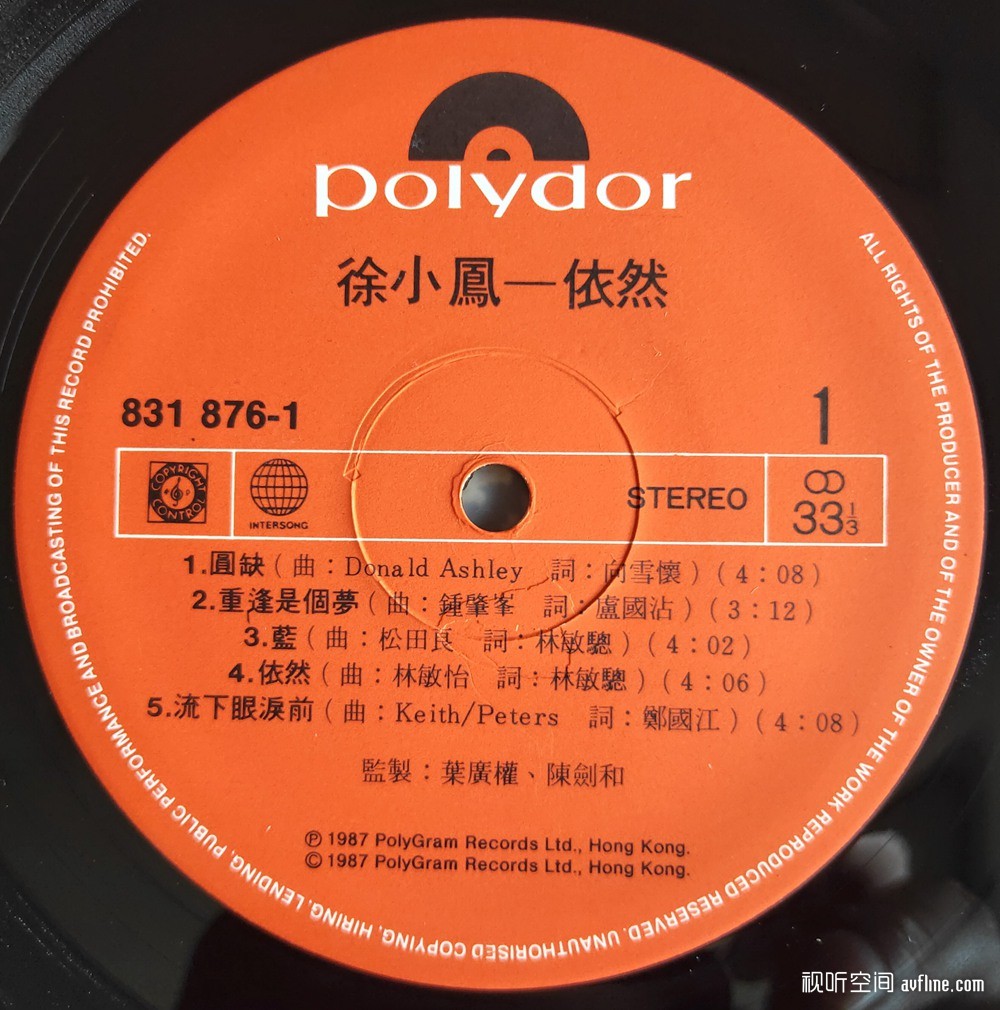 polydor
徐小鳳—依然
831 876-1
1
COPYRIGHT CONTROL
INTERSONG
STEREO
33 1/3
1.圓缺(曲:Donald Ashley 詞:向雪懷)(4:08)
2.重逢是個夢(曲:鍾肇峯 詞:盧國沾)(3:12)
3.藍(曲:松田良 詞:林敏驄)(4:02)
4.依然(曲:林敏怡 詞:林敏驄)(4:06)
5.流下眼淚前(曲:Keith/Peters 詞:鄭國江)(4:08)
監製:葉廣權、陳劍和
Ⓟ 1987 PolyGram Records Ltd., Hong Kong.
© 1987 PolyGram Records Ltd., Hong Kong.
ALL RIGHTS OF THE PRODUCER AND OF THE OWNER OF THE WORK REPRODUCED RESERVED. UNAUTHORISED COPYING, HIRING, LENDING, PUBLIC PERFORMANCE AND BROADCASTING OF THIS RECORD PROHIBITED.
视听空间 avfline.com